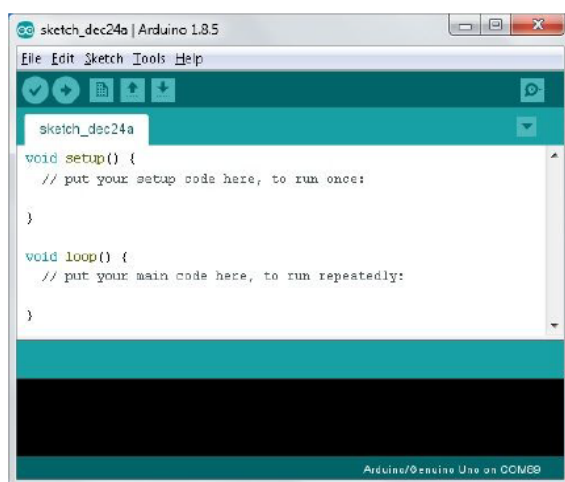 sketch_dec24a | Arduino 1.8.5
File Edit Sketch Tools Help
sketch_dec24a
void setup() {
// put your setup code here, to run once:
}
void loop() {
// put your main code here, to run repeatedly:
}
Arduino/Genuino Uno on COM89